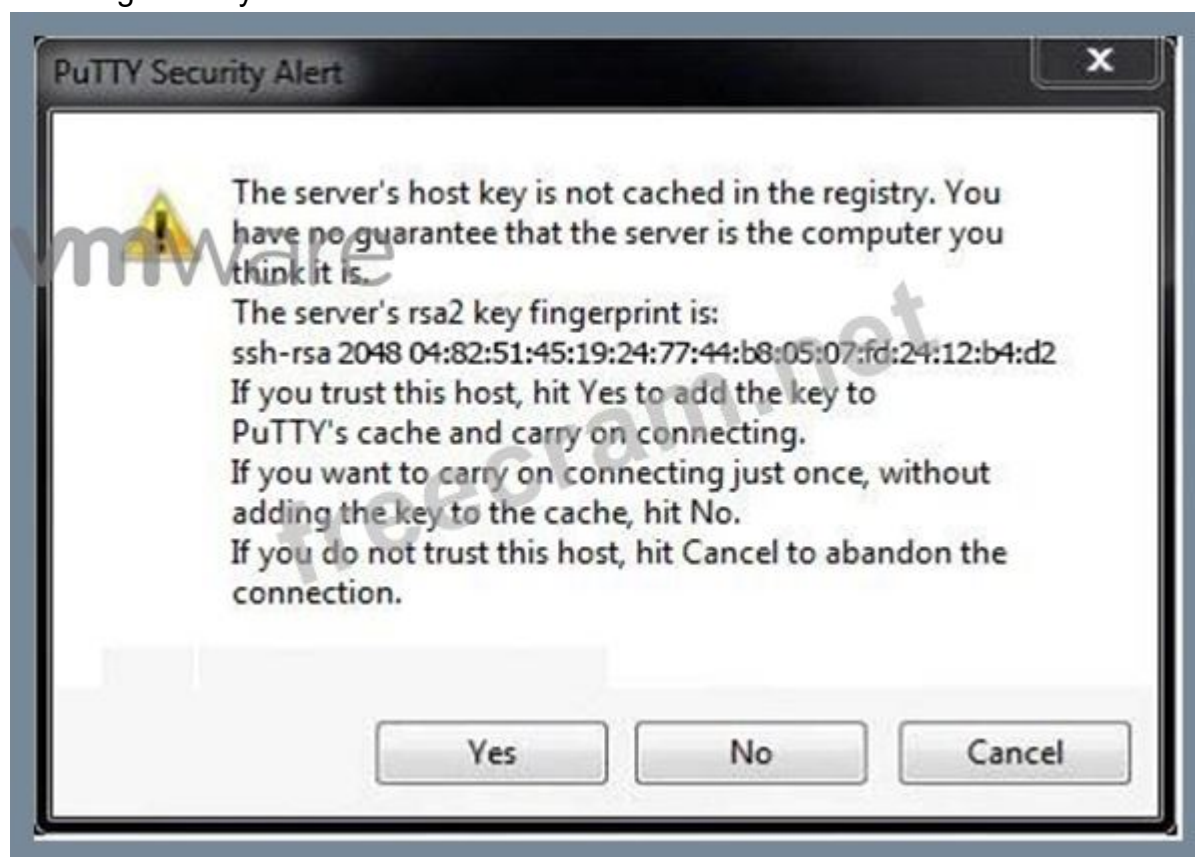 PuTTY Security Alert
X
The server's host key is not cached in the registry. You
have no guarantee that the server is the computer you
think it is.
The server's rsa2 key fingerprint is:
ssh-rsa 2048 04:82:51:45:19:24:77:44:b8:05:07:fd:24:12:b4:d2
If you trust this host, hit Yes to add the key to
PuTTY's cache and carry on connecting.
If you want to carry on connecting just once, without
adding the key to the cache, hit No.
If you do not trust this host, hit Cancel to abandon the
connection.
Yes
No
Cancel
vmware
freecram.net